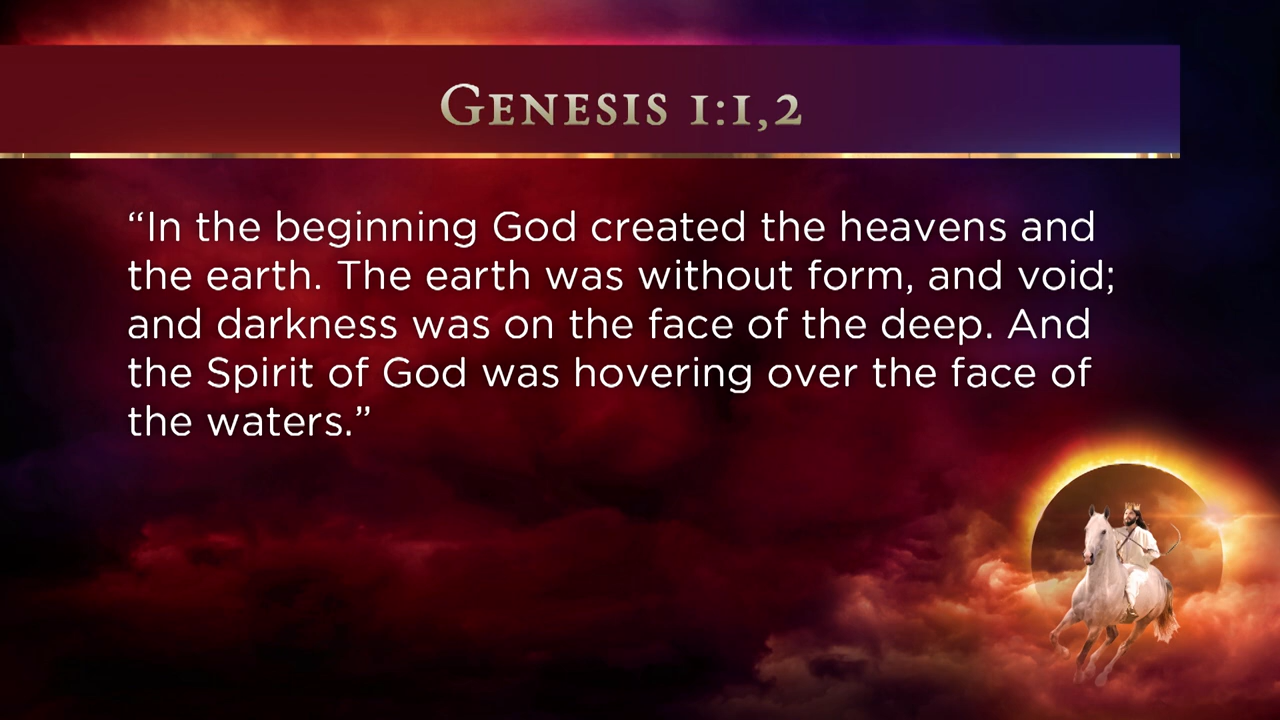 Genesis 1:1,2
“In the beginning God created the heavens and
the earth. The earth was without form, and void;
and darkness was on the face of the deep. And
the Spirit of God was hovering over the face of
the waters.”